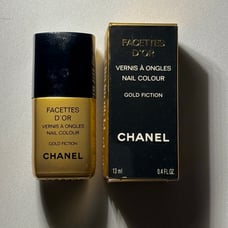 FACETTES
D'OR
VERNIS À ONGLES
NAIL COLOUR
GOLD FICTION
CHANEL
FACETTES
D'OR
VERNIS À ONGLES
NAIL COLOUR
GOLD FICTION
CHANEL
13 ml 0.4 FL.OZ.